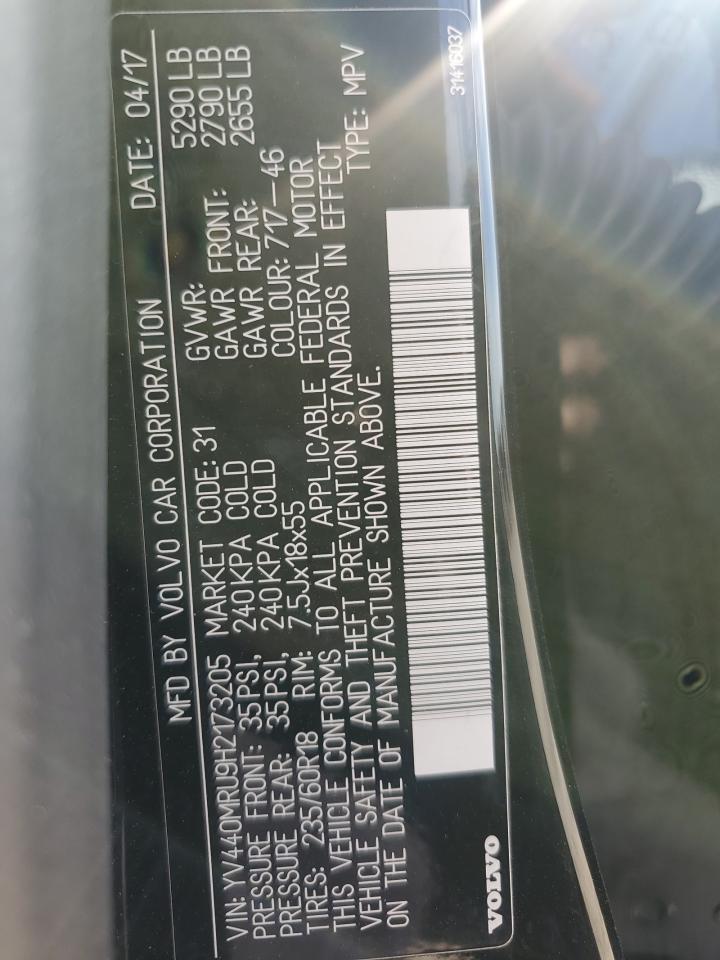 MFD BY VOLVO CAR CORPORATION DATE: 04/17
VIN: YV440MRU9H2173205 MARKET CODE: 31 GVWR: 5290 LB
PRESSURE FRONT: 35PSI, 240KPA COLD GAWR FRONT: 2790 LB
PRESSURE REAR: 35PSI, 240KPA COLD GAWR REAR: 2655 LB
TIRES: 235/60R18 RIM: 7.5Jx18x55 COLOUR: 717-46
THIS VEHICLE CONFORMS TO ALL APPLICABLE FEDERAL MOTOR
VEHICLE SAFETY AND THEFT PREVENTION STANDARDS IN EFFECT
ON THE DATE OF MANUFACTURE SHOWN ABOVE. TYPE: MPV
VOLVO 31416037